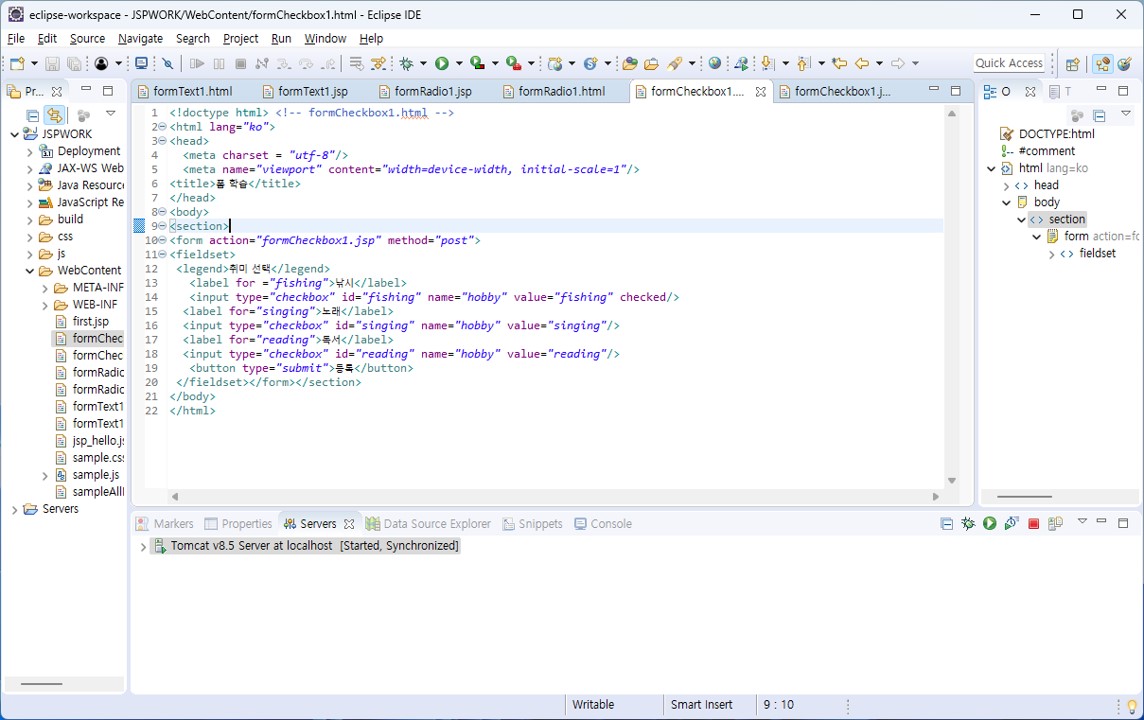 eclipse-workspace - JSPWORK/WebContent/formCheckbox1.html - Eclipse IDE
File Edit Source Navigate Search Project Run Window Help
Quick Access
Pr...
formText1.html
formText1.jsp
formRadio1.jsp
formRadio1.html
formCheckbox1....
formCheckbox1.j...
O
T
JSPWORK
Deployment
JAX-WS Web
Java Resourc
JavaScript Re
build
css
js
WebContent
META-INF
WEB-INF
first.jsp
formChec
formChec
formRadic
formRadic
formText1
formText1
jsp_hello.js
sample.css
sample.js
sampleAll
Servers
1 <!doctype html> <!-- formCheckbox1.html -->
2 <html lang="ko">
3 <head>
4 <meta charset = "utf-8"/>
5 <meta name="viewport" content="width=device-width, initial-scale=1"/>
6 <title>폼 학습</title>
7 </head>
8 <body>
9 <section>
10 <form action="formCheckbox1.jsp" method="post">
11 <fieldset>
12 <legend>취미 선택</legend>
13 <label for ="fishing">낚시</label>
14 <input type="checkbox" id="fishing" name="hobby" value="fishing" checked/>
15 <label for="singing">노래</label>
16 <input type="checkbox" id="singing" name="hobby" value="singing"/>
17 <label for="reading">독서</label>
18 <input type="checkbox" id="reading" name="hobby" value="reading"/>
19 <button type="submit">등록</button>
20 </fieldset></form></section>
21 </body>
22 </html>
DOCTYPE:html
#comment
html lang=ko
head
body
section
form action=fo
fieldset
Markers
Properties
Servers
Data Source Explorer
Snippets
Console
Tomcat v8.5 Server at localhost [Started, Synchronized]
Writable
Smart Insert
9 : 10